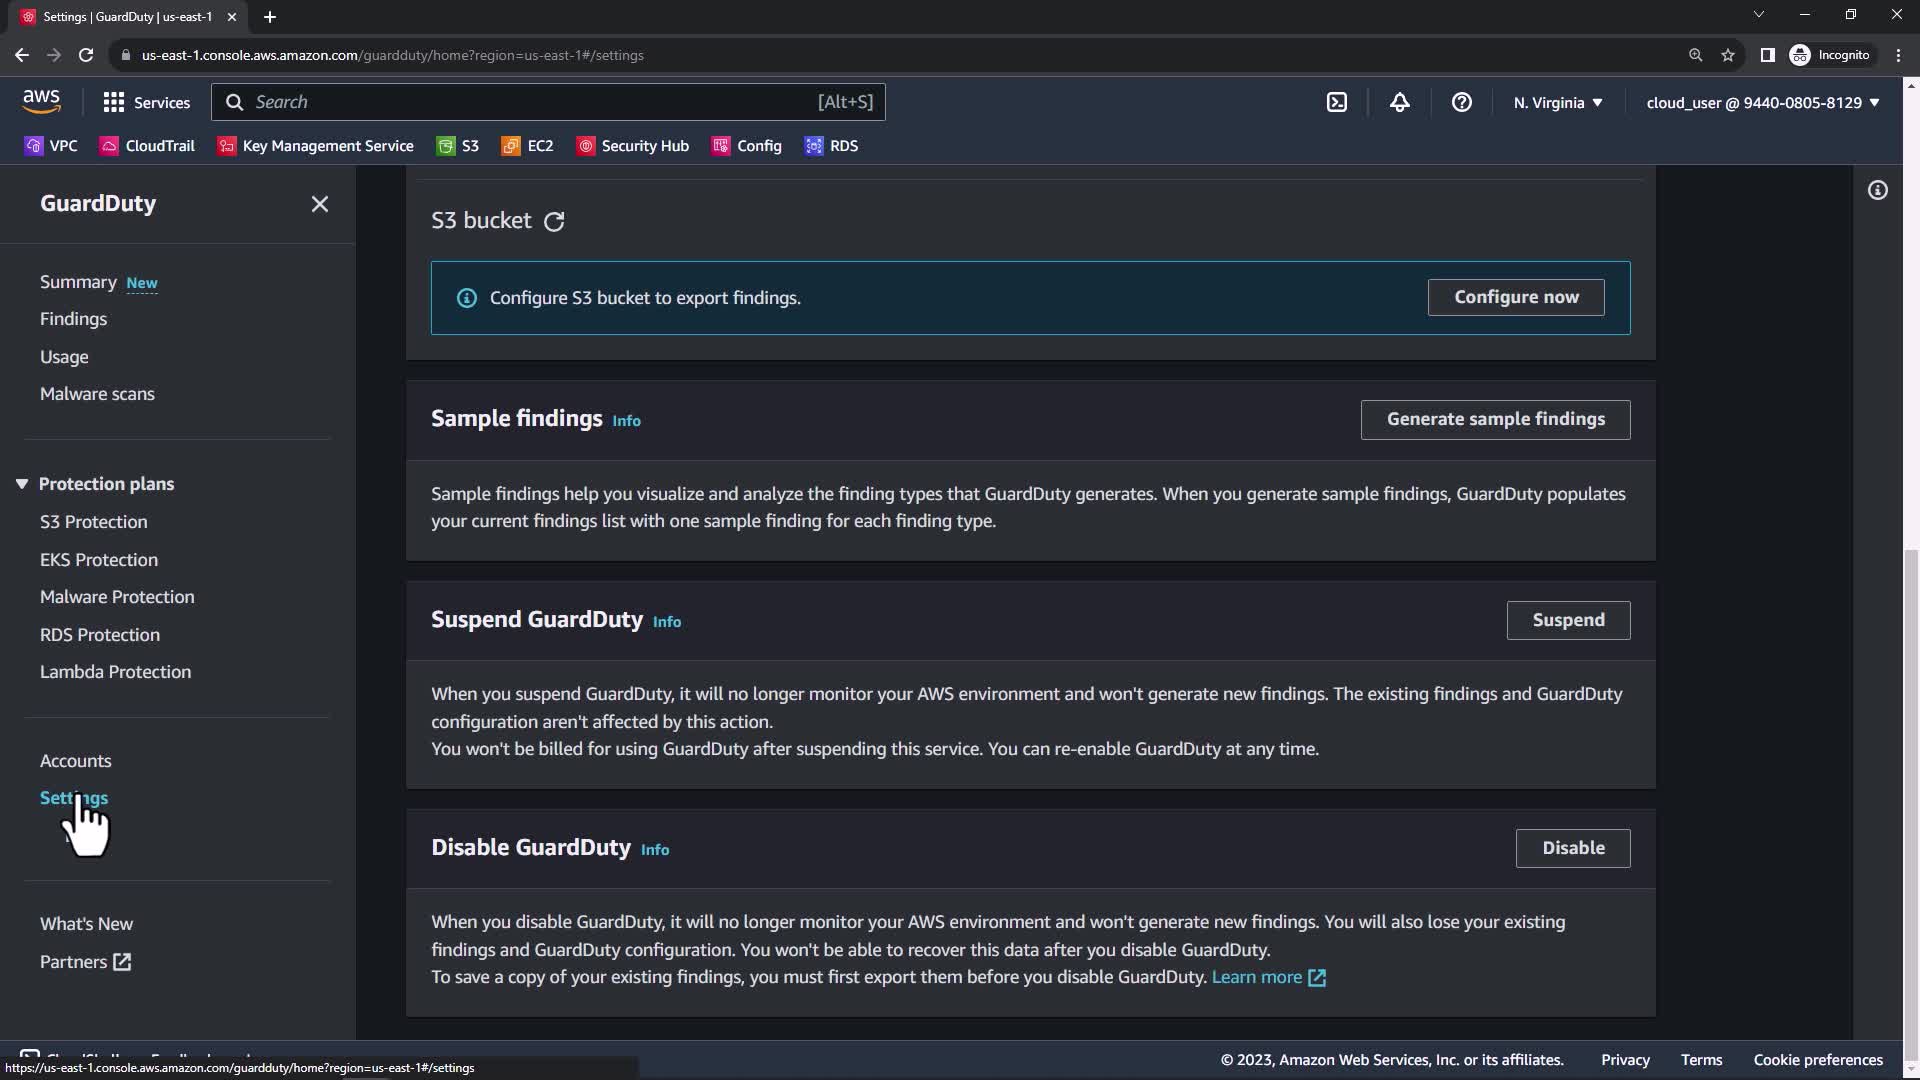 Settings | GuardDuty | us-east-1
us-east-1.console.aws.amazon.com/guardduty/home?region=us-east-1#/settings
Incognito
aws
Services
Search
[Alt+S]
N. Virginia
cloud_user @ 9440-0805-8129
VPC
CloudTrail
Key Management Service
S3
EC2
Security Hub
Config
RDS
GuardDuty
Summary New
Findings
Usage
Malware scans
Protection plans
S3 Protection
EKS Protection
Malware Protection
RDS Protection
Lambda Protection
Accounts
Settings
What's New
Partners
S3 bucket
Configure S3 bucket to export findings.
Configure now
Sample findings Info
Generate sample findings
Sample findings help you visualize and analyze the finding types that GuardDuty generates. When you generate sample findings, GuardDuty populates
your current findings list with one sample finding for each finding type.
Suspend GuardDuty Info
Suspend
When you suspend GuardDuty, it will no longer monitor your AWS environment and won't generate new findings. The existing findings and GuardDuty
configuration aren't affected by this action.
You won't be billed for using GuardDuty after suspending this service. You can re-enable GuardDuty at any time.
Disable GuardDuty Info
Disable
When you disable GuardDuty, it will no longer monitor your AWS environment and won't generate new findings. You will also lose your existing
findings and GuardDuty configuration. You won't be able to recover this data after you disable GuardDuty.
To save a copy of your existing findings, you must first export them before you disable GuardDuty. Learn more
https://us-east-1.console.aws.amazon.com/guardduty/home?region=us-east-1#/settings
© 2023, Amazon Web Services, Inc. or its affiliates.
Privacy
Terms
Cookie preferences